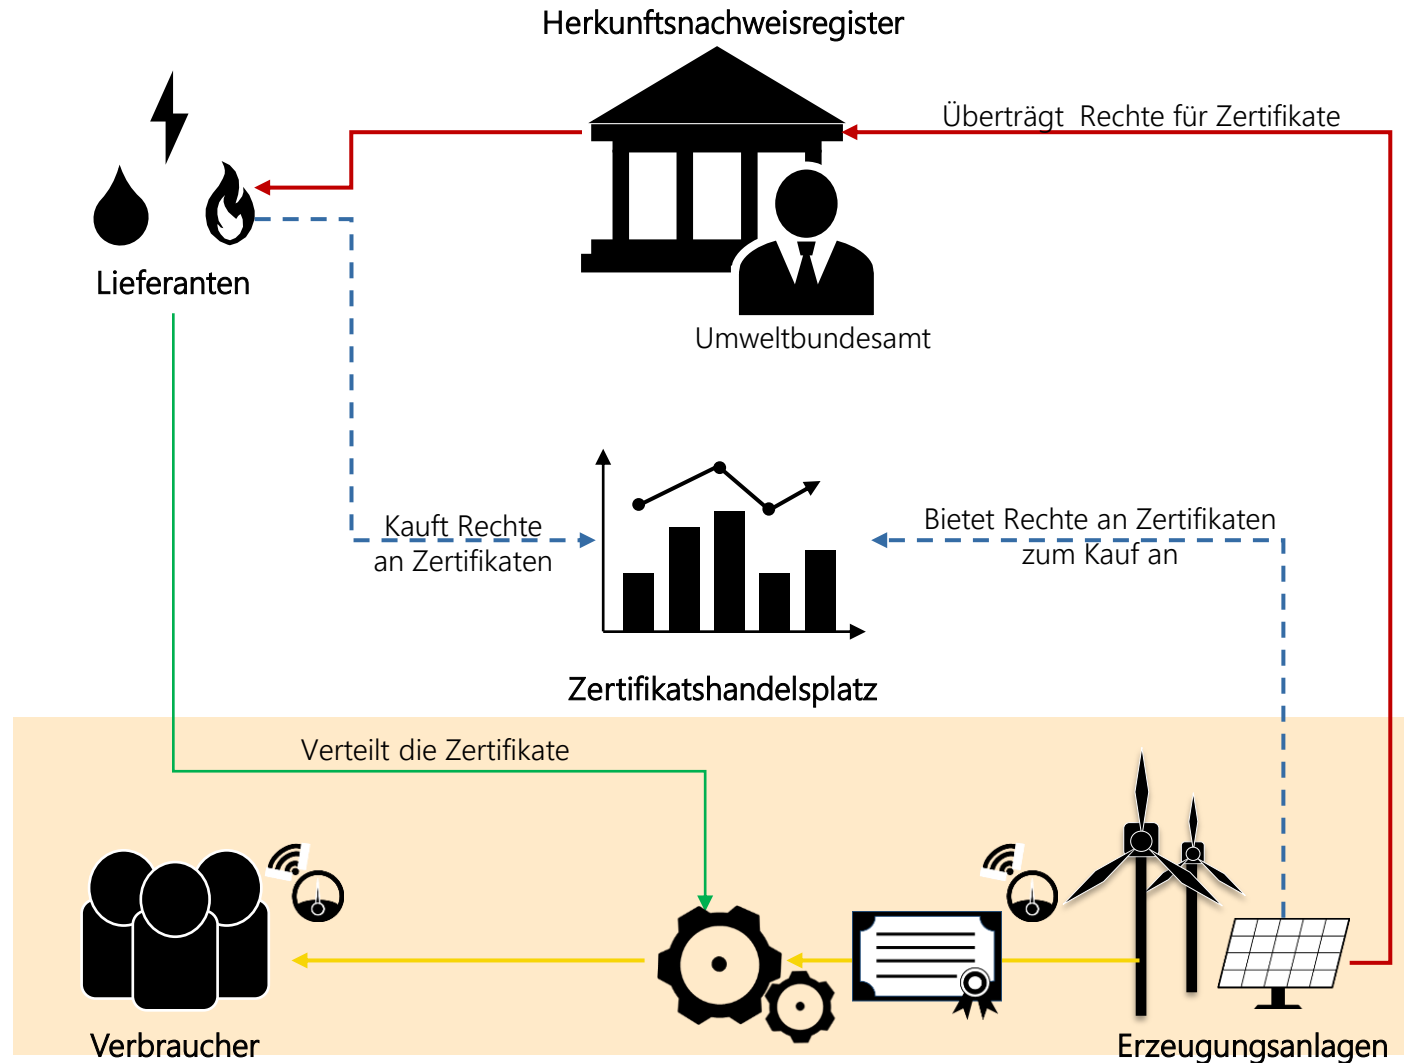 Herkunftsnachweisregister
Überträgt Rechte für Zertifikate
Lieferanten
Umweltbundesamt
Kauft Rechte
an Zertifikaten
Bietet Rechte an Zertifikaten
zum Kauf an
Zertifikatshandelsplatz
Verteilt die Zertifikate
Verbraucher
Erzeugungsanlagen